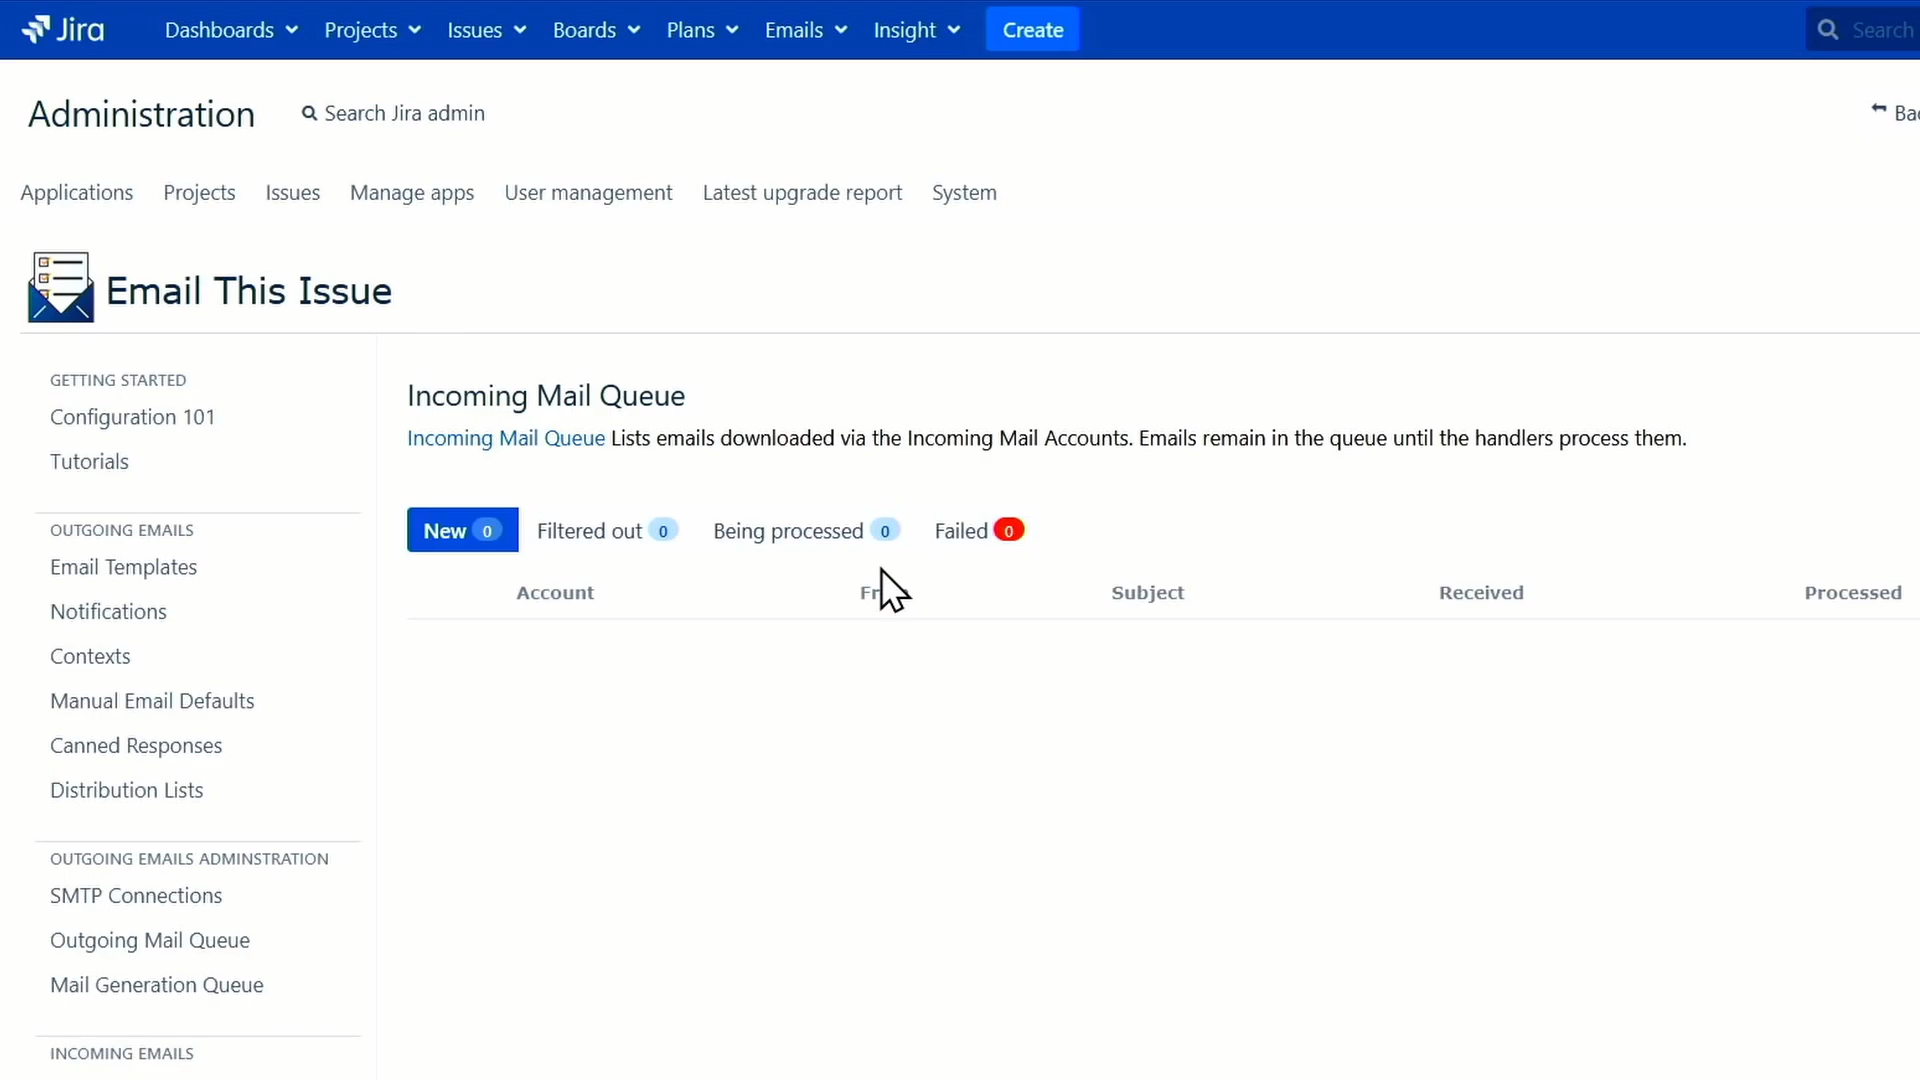 Jira Dashboards Projects Issues Boards Plans Emails Insight Create Search
Administration Search Jira admin
Applications Projects Issues Manage apps User management Latest upgrade report System
Email This Issue
GETTING STARTED
Configuration 101
Tutorials
OUTGOING EMAILS
Email Templates
Notifications
Contexts
Manual Email Defaults
Canned Responses
Distribution Lists
OUTGOING EMAILS ADMINSTRATION
SMTP Connections
Outgoing Mail Queue
Mail Generation Queue
INCOMING EMAILS
Incoming Mail Queue
Incoming Mail Queue Lists emails downloaded via the Incoming Mail Accounts. Emails remain in the queue until the handlers process them.
New 0 Filtered out 0 Being processed 0 Failed 0
Account Subject Received Processed